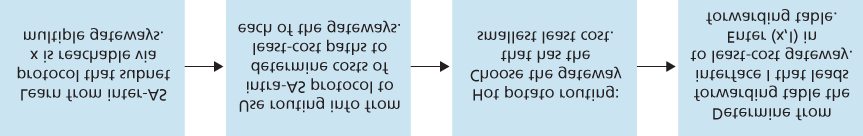 Learn from inter-AS
protocol that subnet
x is reachable via
multiple gateways.
Use routing info from
intra-AS protocol to
determine costs of
least-cost paths to
each of the gateways.
Hot potato routing:
Choose the gateway
that has the
smallest least cost.
Determine from
forwarding table the
interface I that leads
to least-cost gateway.
Enter (x,I) in
forwarding table.